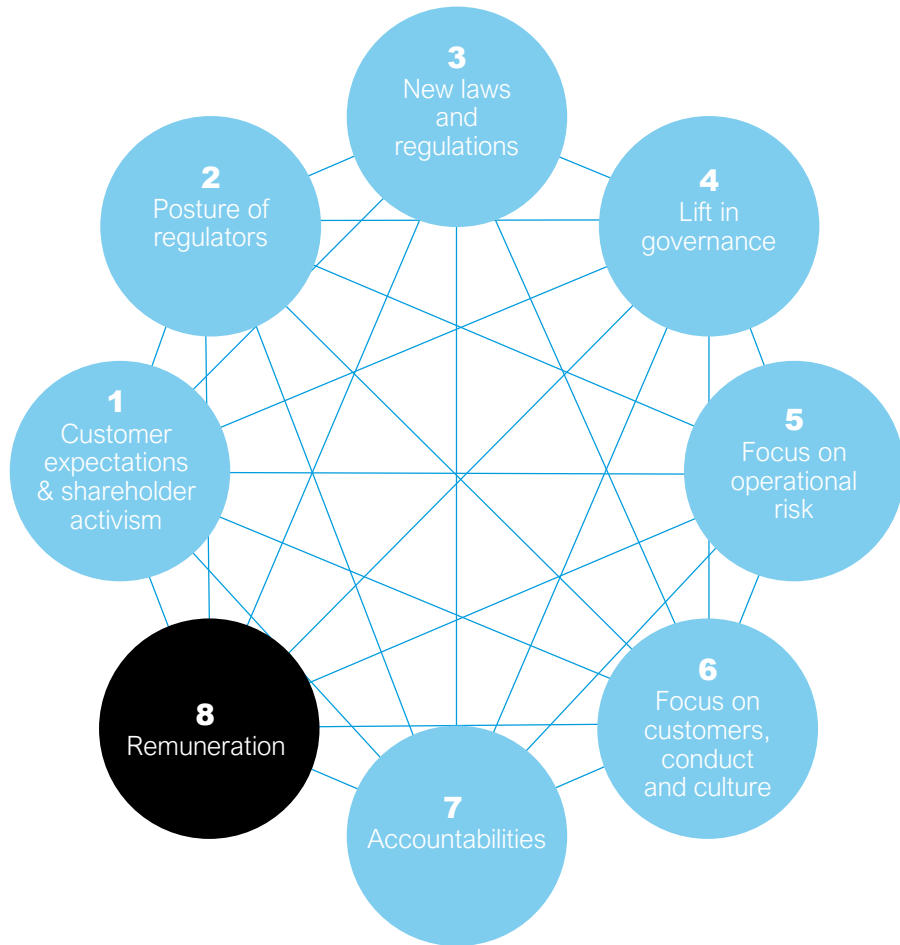 3
New laws
and
regulations
2
Posture of
regulators
4
Lift in
governance
1
Customer
expectations
& shareholder
activism
5
Focus on
operational
risk
8
Remuneration
6
Focus on
customers,
conduct
and culture
7
Accountabilities